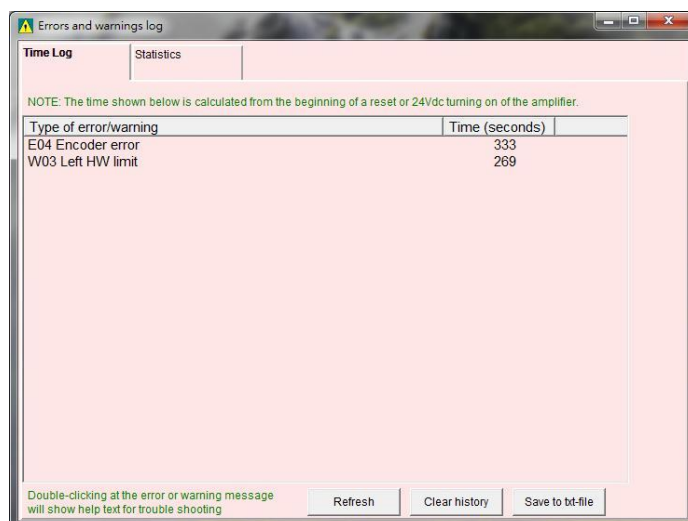 Errors and warnings log
Time Log
Statistics
NOTE: The time shown below is calculated from the beginning of a reset or 24Vdc turning on of the amplifier.
Type of error/warning Time (seconds)
E04 Encoder error 333
W03 Left HW limit 269
Double-clicking at the error or warning message
will show help text for trouble shooting
Refresh
Clear history
Save to txt-file